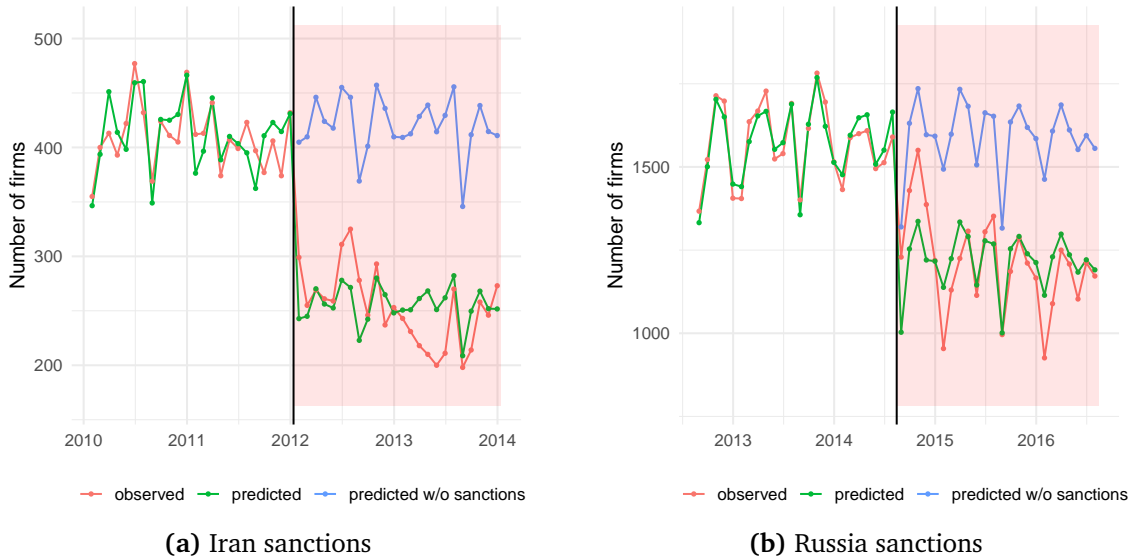 500
400
300
200
Number of firms
2010 2011 2012 2013 2014
observed predicted predicted w/o sanctions
(a) Iran sanctions
1500
1000
Number of firms
2013 2014 2015 2016
observed predicted predicted w/o sanctions
(b) Russia sanctions